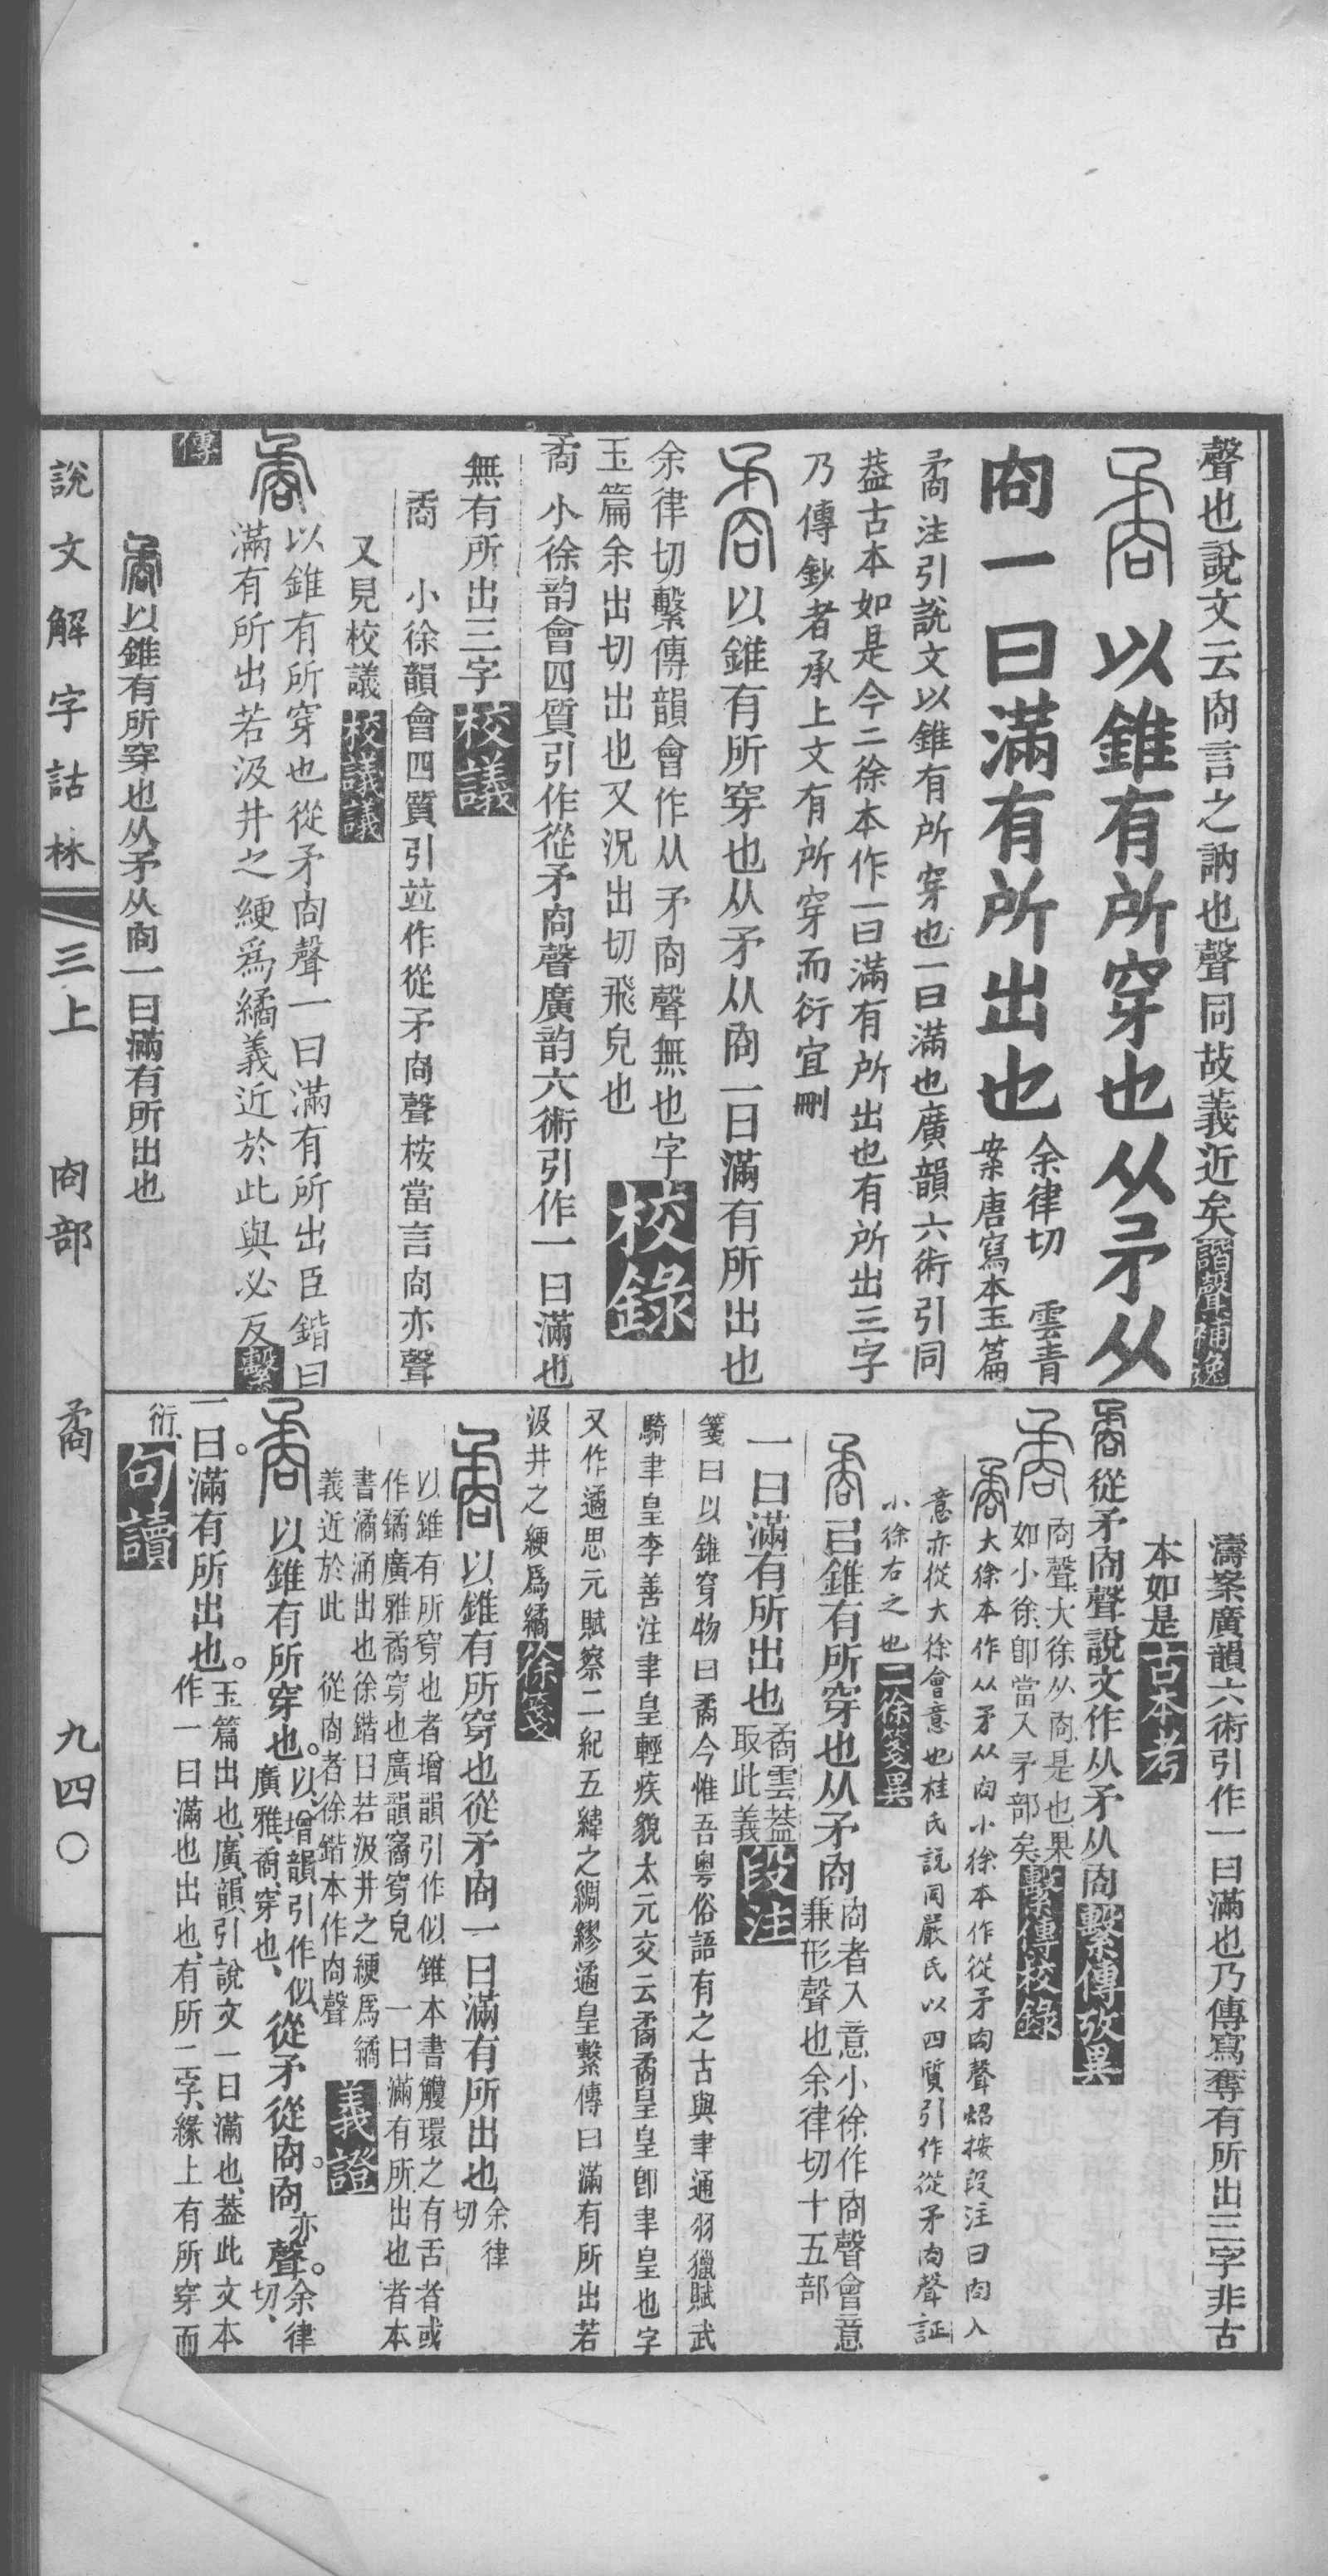 聲也說文云㕯言之訥也聲同故義近矣諧聲補逸
矞以錐有所穿也从矛从
㕯一曰滿有所出也
余律切 雲青
案唐寫本玉篇
矞注引說文以錐有所穿也一曰滿也廣韻六術引同
葢古本如是今二徐本作一曰滿有所出也有所出三字
乃傳鈔者承上文有所穿而衍宜刪
矞以錐有所穿也从矛从㕯一曰滿有所出也
余律切繫傳韻會作从矛㕯聲無也字
玉篇余出切出也又況出切飛皃也
校錄
矞 小徐韵會四質引作從矛㕯聲廣韵六術引作一曰滿也
無有所出三字校議
矞 小徐韻會四質引竝作從矛㕯聲桉當言㕯亦聲
又見校議校議議
矞
以錐有所穿也從矛㕯聲一曰滿有所出臣鍇曰
滿有所出若汲井之綆爲繘義近於此與必反繫
傳
矞以錐有所穿也从矛从㕯一曰滿有所出也
濤案廣韻六術引作一曰滿也乃傳寫奪有所出三字非古
本如是古本考
矞從矛㕯聲說文作从矛从㕯繫傳攷異
矞
㕯聲大徐从㕯是也果
如小徐卽當入矛部矣
繫傳校錄
矞大徐本作从矛从㕯小徐本作從矛㕯聲炤按段注曰㕯入
意亦從大徐會意也桂氏說同嚴氏以四質引作從矛㕯聲証
小徐右之也二徐箋異
矞㠯錐有所穿也从矛㕯
㕯者入意小徐作㕯聲會意
兼形聲也余律切十五部
一曰滿有所出也
矞雲葢
取此義
段注
箋曰以錐穿物曰矞今惟吾粵俗語有之古與聿通羽獵賦武
騎聿皇李善注聿皇輕疾貌太元交云矞矞皇皇卽聿皇也字
又作遹思元賦察二紀五緯之綢繆遹皇繫傳曰滿有所出若
汲井之綆爲繘徐箋
矞以錐有所穿也從矛㕯一曰滿有所出也
余律
切
以錐有所穿也者增韻引作似錐本書觼環之有舌者或
作鐍廣雅矞穿也廣韻䆷穿皃 一曰滿有所出也者本
書潏涌出也徐鍇曰若汲井之綆爲繘
義近於此 從㕯者徐鍇本作㕯聲
義證
矞以錐有所穿也。
以增韻引作似、
廣雅、矞穿也、
從矛從㕯。㕯亦聲。
余律
切、
一曰。滿有所出也。
玉篇出也、廣韻引說文一曰滿也、葢此文本
作一曰滿也出也、有所二字、緣上有所穿而
衍、句讀
說文解字詁林 三上 㕯部 矞 九四〇